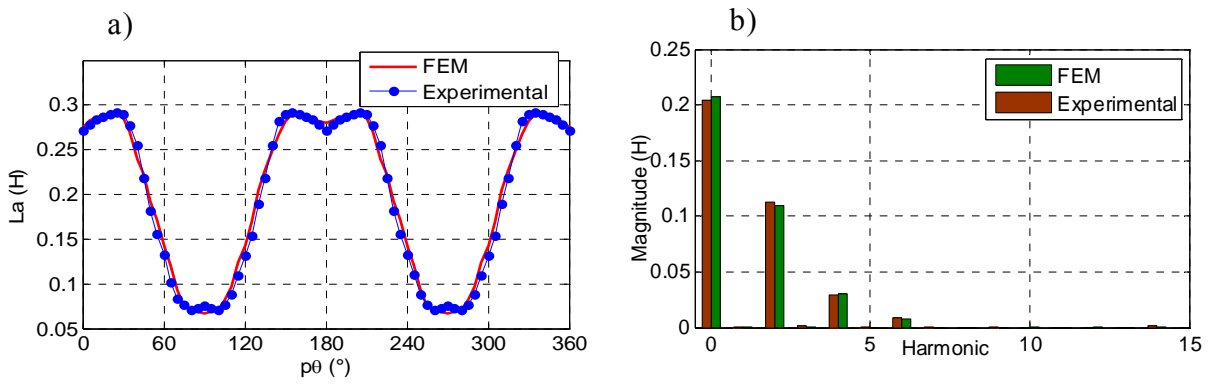 a)
FEM
Experimental
La (H)
0.3
0.25
0.2
0.15
0.1
0.05
0 60 120 180 240 300 360
pθ (°)
b)
FEM
Experimental
Magnitude (H)
0.25
0.2
0.15
0.1
0.05
0
0 5 10 15
Harmonic